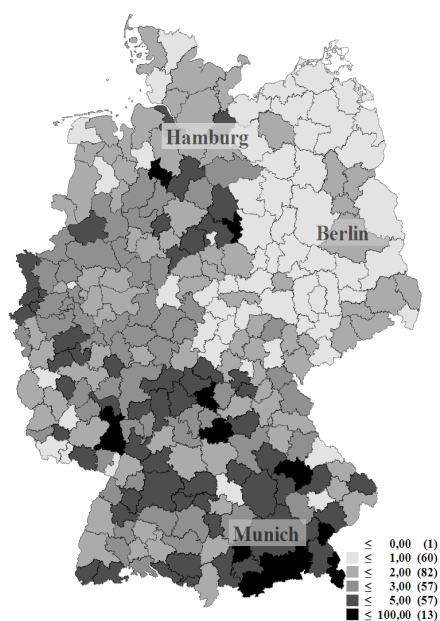 Hamburg
Berlin
Munich
≤ 0,00 (1)
≤ 1,00 (60)
≤ 2,00 (82)
≤ 3,00 (57)
≤ 5,00 (57)
≤ 100,00 (13)